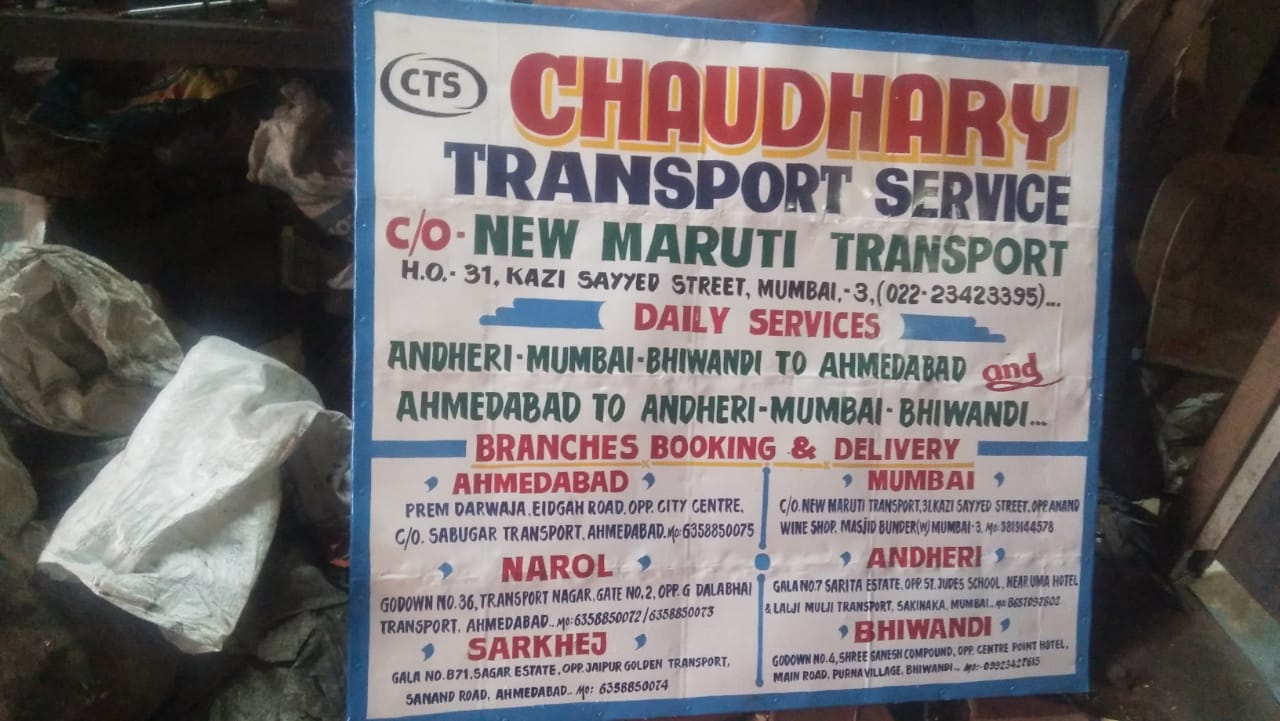 CTS
CHAUDHARY
TRANSPORT SERVICE
C/O-NEW MARUTI TRANSPORT
H.O.-31, KAZI SAYYED STREET, MUMBAI.-3,(022-23423395)...
DAILY SERVICES
ANDHERI-MUMBAI-BHIWANDI TO AHMEDABAD and
AHMEDABAD TO ANDHERI-MUMBAI-BHIWANDI...
BRANCHES BOOKING & DELIVERY
AHMEDABAD
PREM DARWAJA.EIDGAH ROAD.OPP.CITY CENTRE,
C/O. SABUGAR TRANSPORT, AHMEDABAD.Mo:6358850075
NAROL
GODOWN NO.36, TRANSPORT NAGAR,GATE NO.2, OPP.G DALABHAI
TRANSPORT. AHMEDABAD.. Mo:6358850072/6358850073
SARKHEJ
GALA NO.B71.SAGAR ESTATE.OPP.JAIPUR GOLDEN TRANSPORT,
SANAND ROAD, AHMEDABAD.. Mo: 6358850074
MUMBAI
C/O.NEW MARUTI TRANSPORT,31.KAZI SAYYED STREET, OPP.ANAND
WINE SHOP. MASJID BUNDER(W) MUMBAI-3. Mo:9819144578
ANDHERI
GALA NO.7 SARITA ESTATE. OPP.ST.JUDES SCHOOL, NEAR UMA HOTEL
& LALJI MULJI TRANSPORT, SAKINAKA, MUMBAI.. Mo:8657097802
BHIWANDI
GODOWN NO.4,SHREE GANESH COMPOUND, OPP. CENTRE POINT HOTEL,
MAIN ROAD. PURNA VILLAGE, BHIWANDI.. Mo:-09923427615